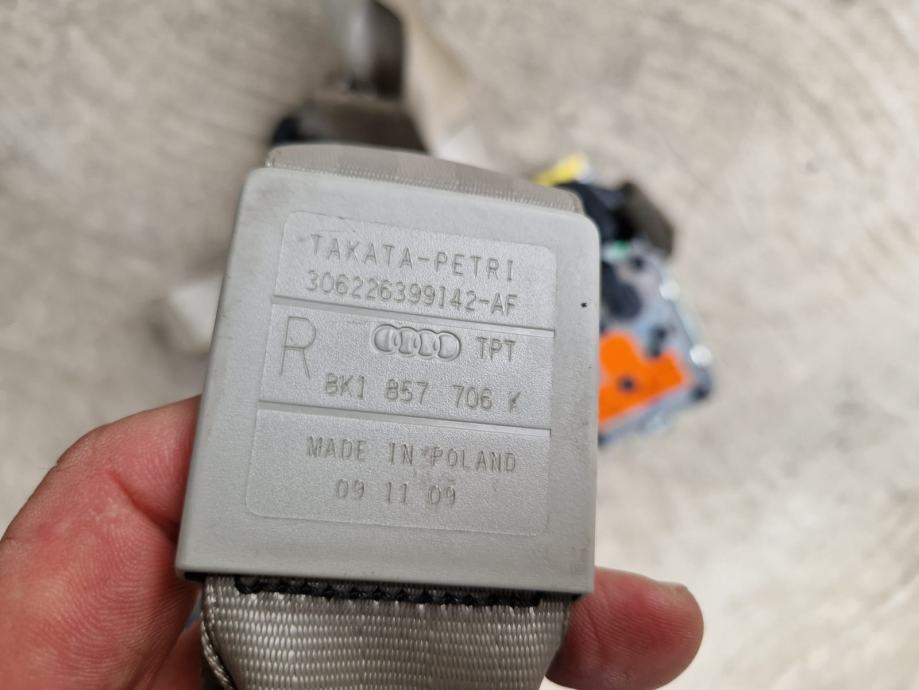 TAKATA-PETRI
306226399142-AF
R TPT
8K1 857 706 K
MADE IN POLAND
09 11 09